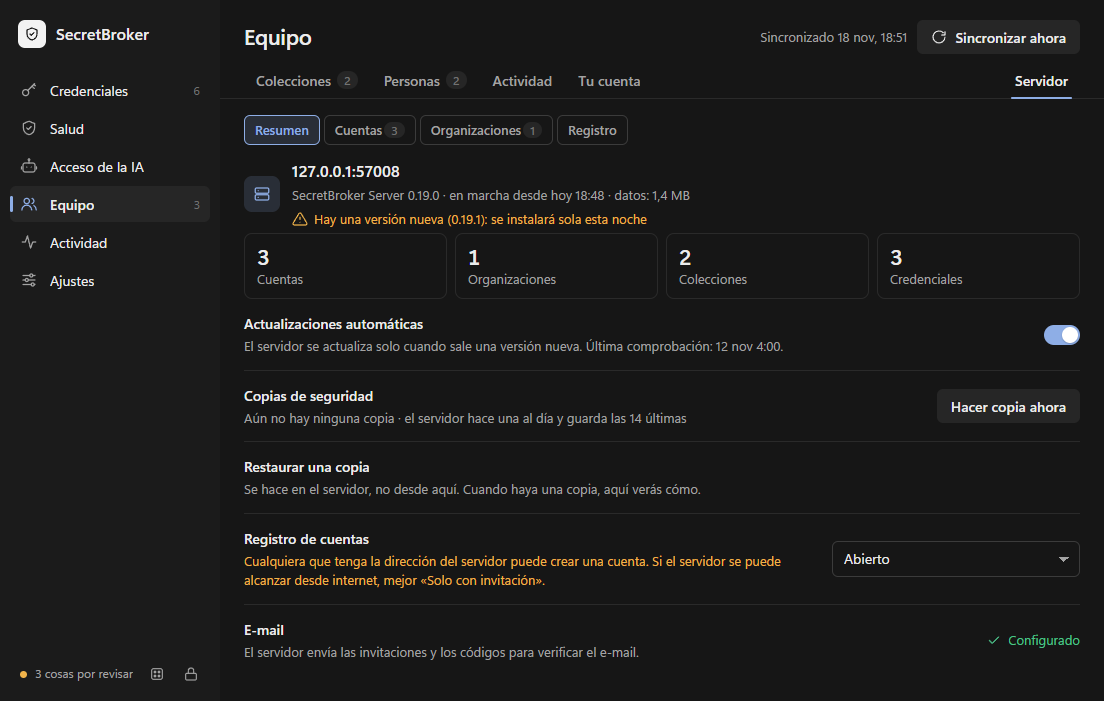 SecretBroker
Credenciales 6
Salud
Acceso de la IA
Equipo 3
Actividad
Ajustes
3 cosas por revisar
Equipo
Sincronizado 18 nov, 18:51
Sincronizar ahora
Colecciones 2
Personas 2
Actividad
Tu cuenta
Servidor
Resumen
Cuentas 3
Organizaciones 1
Registro
127.0.0.1:57008
SecretBroker Server 0.19.0 · en marcha desde hoy 18:48 · datos: 1,4 MB
Hay una versión nueva (0.19.1): se instalará sola esta noche
3
Cuentas
1
Organizaciones
2
Colecciones
3
Credenciales
Actualizaciones automáticas
El servidor se actualiza solo cuando sale una versión nueva. Última comprobación: 12 nov 4:00.
Copias de seguridad
Aún no hay ninguna copia · el servidor hace una al día y guarda las 14 últimas
Hacer copia ahora
Restaurar una copia
Se hace en el servidor, no desde aquí. Cuando haya una copia, aquí verás cómo.
Registro de cuentas
Cualquiera que tenga la dirección del servidor puede crear una cuenta. Si el servidor se puede
alcanzar desde internet, mejor «Solo con invitación».
Abierto
E-mail
El servidor envía las invitaciones y los códigos para verificar el e-mail.
Configurado